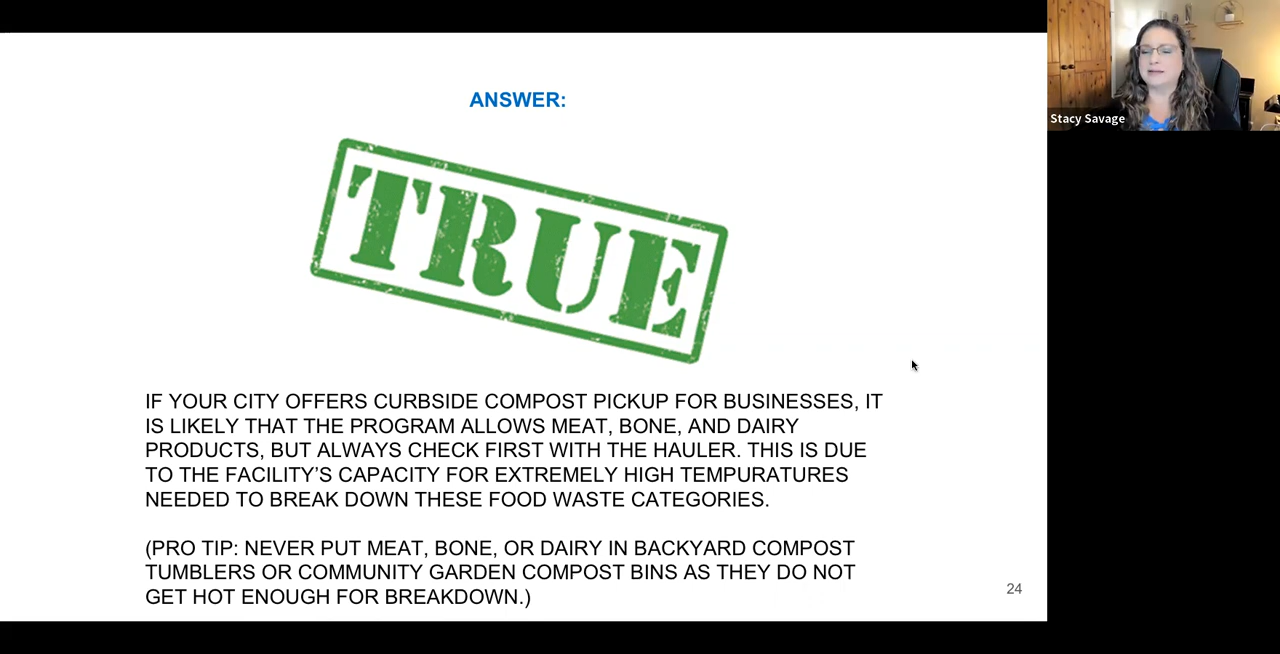 ANSWER:
TRUE
IF YOUR CITY OFFERS CURBSIDE COMPOST PICKUP FOR BUSINESSES, IT
IS LIKELY THAT THE PROGRAM ALLOWS MEAT, BONE, AND DAIRY
PRODUCTS, BUT ALWAYS CHECK FIRST WITH THE HAULER. THIS IS DUE
TO THE FACILITY’S CAPACITY FOR EXTREMELY HIGH TEMPURATURES
NEEDED TO BREAK DOWN THESE FOOD WASTE CATEGORIES.
(PRO TIP: NEVER PUT MEAT, BONE, OR DAIRY IN BACKYARD COMPOST
TUMBLERS OR COMMUNITY GARDEN COMPOST BINS AS THEY DO NOT
GET HOT ENOUGH FOR BREAKDOWN.)
24
Stacy Savage